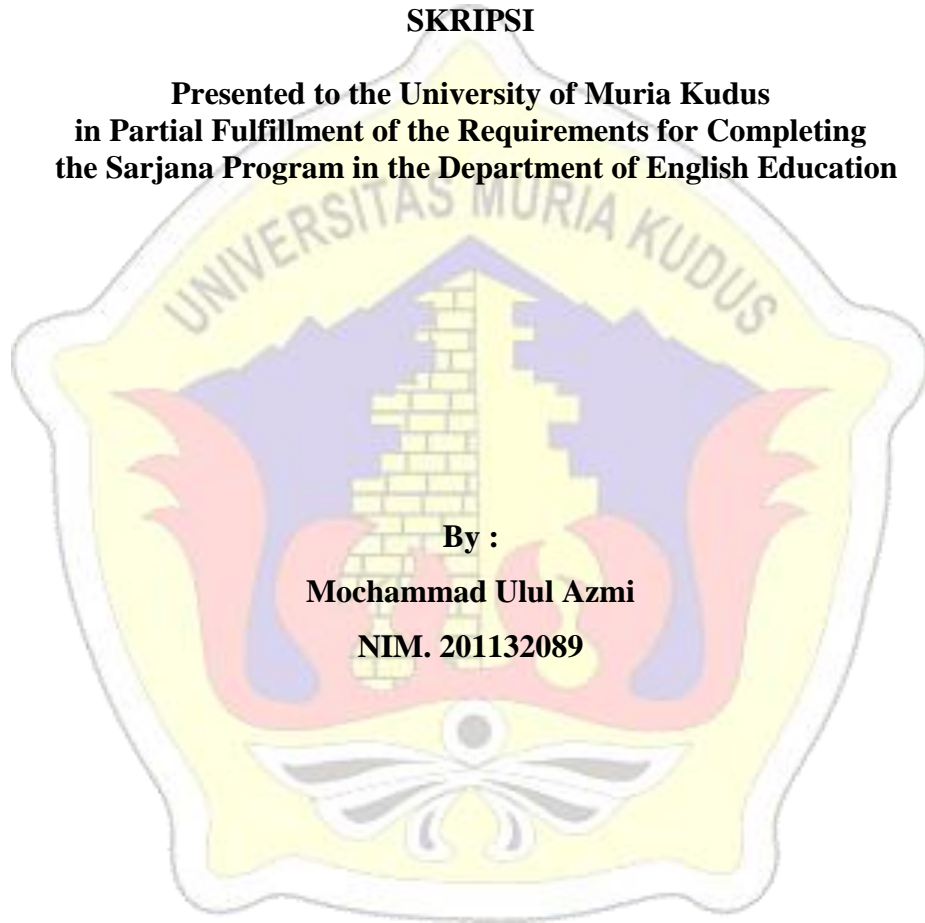 SKRIPSI
Presented to the University of Muria Kudus
in Partial Fulfillment of the Requirements for Completing
the Sarjana Program in the Department of English Education
UNIVERSITAS MURIA KUDUS
By :
Mochammad Ulul Azmi
NIM. 201132089